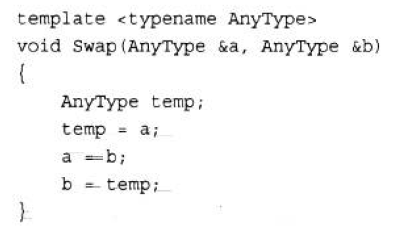 template <typename AnyType>
void Swap(AnyType &a, AnyType &b)
{
    AnyType temp;
    temp = a;
    a = b;
    b = temp;
}